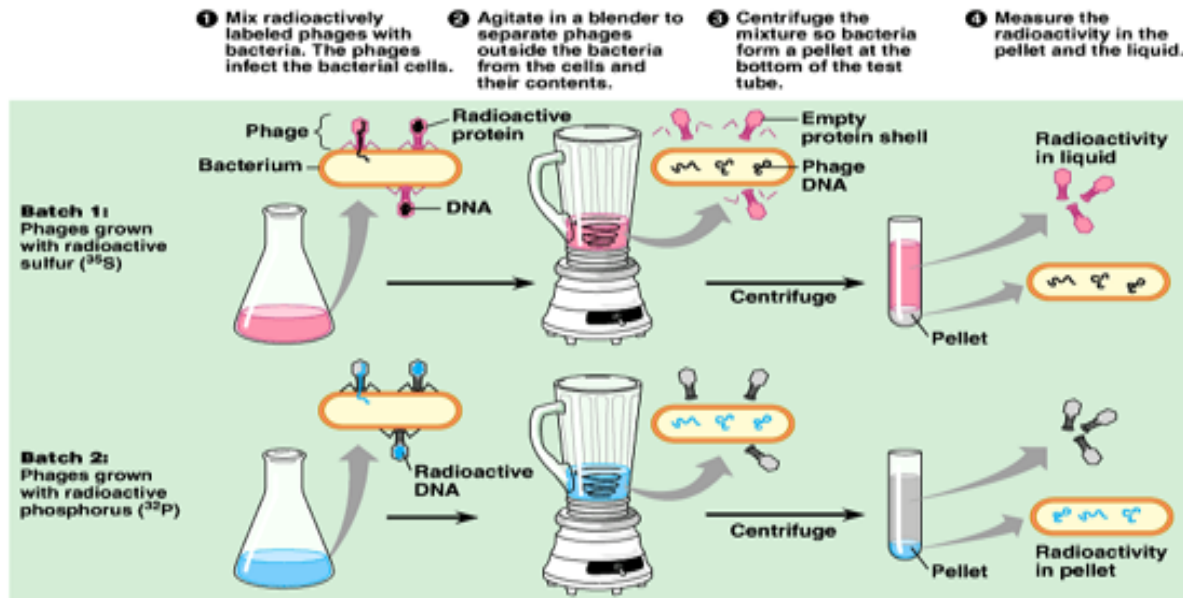 1 Mix radioactively
labeled phages with
bacteria. The phages
infect the bacterial cells.
2 Agitate in a blender to
separate phages
outside the bacteria
from the cells and
their contents.
3 Centrifuge the
mixture so bacteria
form a pellet at the
bottom of the test
tube.
4 Measure the
radioactivity in the
pellet and the liquid.
Phage
Radioactive
protein
Bacterium
DNA
Batch 1:
Phages grown
with radioactive
sulfur (³⁵S)
Empty
protein shell
Phage
DNA
Centrifuge
Radioactivity
in liquid
Pellet
Batch 2:
Phages grown
with radioactive
phosphorus (³²P)
Radioactive
DNA
Centrifuge
Pellet
Radioactivity
in pellet